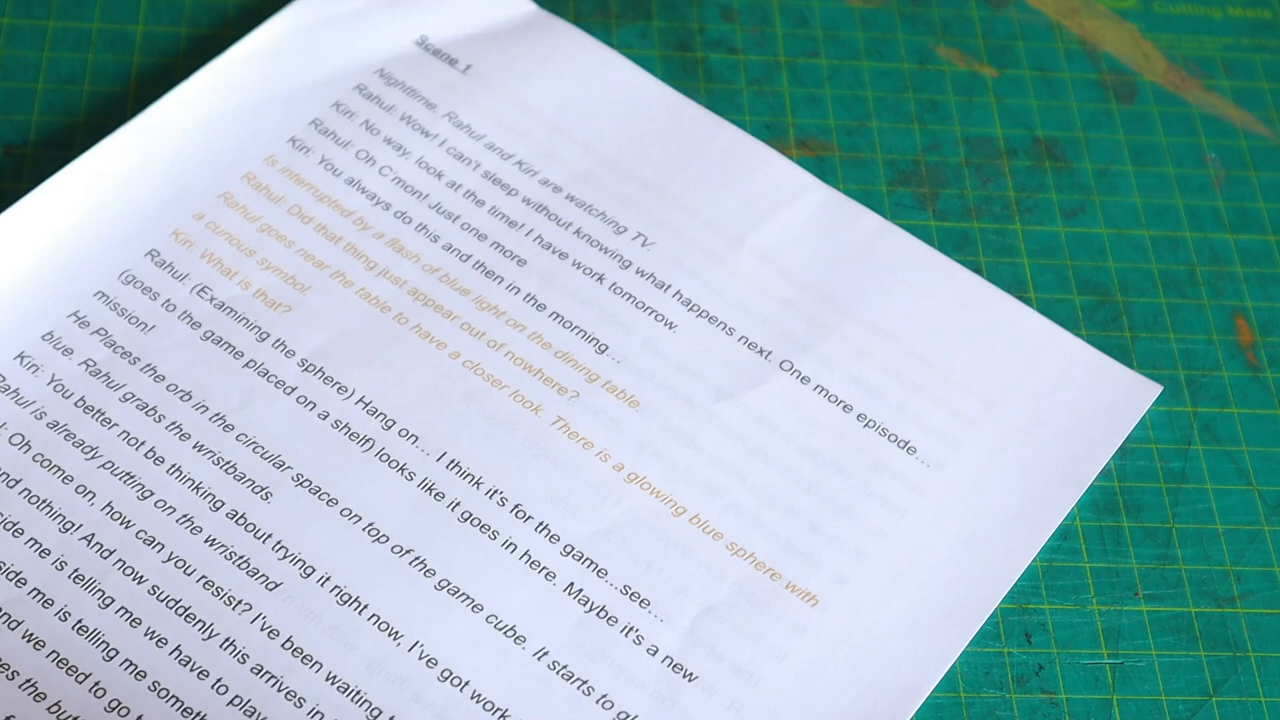 Cutting Mats
Scene 1
Nighttime. Rahul and Kiri are watching TV.
Rahul: Wow! I can't sleep without knowing what happens next. One more episode...
Kiri: No way, look at the time! I have work tomorrow.
Rahul: Oh C'mon! Just one more
Kiri: You always do this and then in the morning...
Is interrupted by a flash of blue light on the dining table.
Rahul: Did that thing just appear out of nowhere?
Rahul goes near the table to have a closer look. There is a glowing blue sphere with
a curious symbol.
Kiri: What is that?
Rahul: (Examining the sphere) Hang on... I think it's for the game...see...
(goes to the game placed on a shelf) looks like it goes in here. Maybe it's a new
mission!
He Places the orb in the circular space on top of the game cube. It starts to
blue. Rahul grabs the wristbands.
Kiri: You better not be thinking about trying it right now, I've got work
Rahul is already putting on the wristband
: Oh come on, how can you resist? I've been waiting
nothing! And now suddenly this arrives in
me is telling me we have to play
me is telling me
and we need to go
the